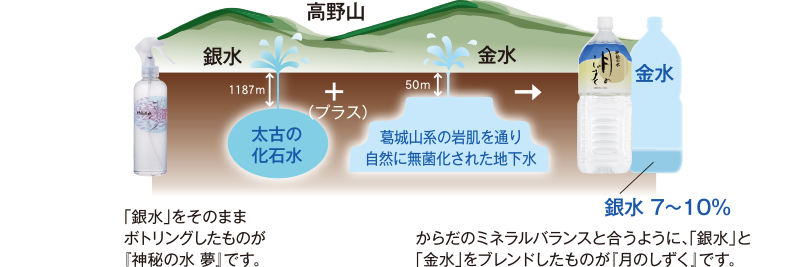 高野山
銀水
金水
1187m
50m
+
(プラス)
太古の
化石水
葛城山系の岩肌を通り
自然に無菌化された地下水
金水
月のしずく
銀水 7〜10%
「銀水」をそのまま
ボトリングしたものが
『神秘の水 夢』です。
からだのミネラルバランスと合うように、「銀水」と
「金水」をブレンドしたものが『月のしずく』です。